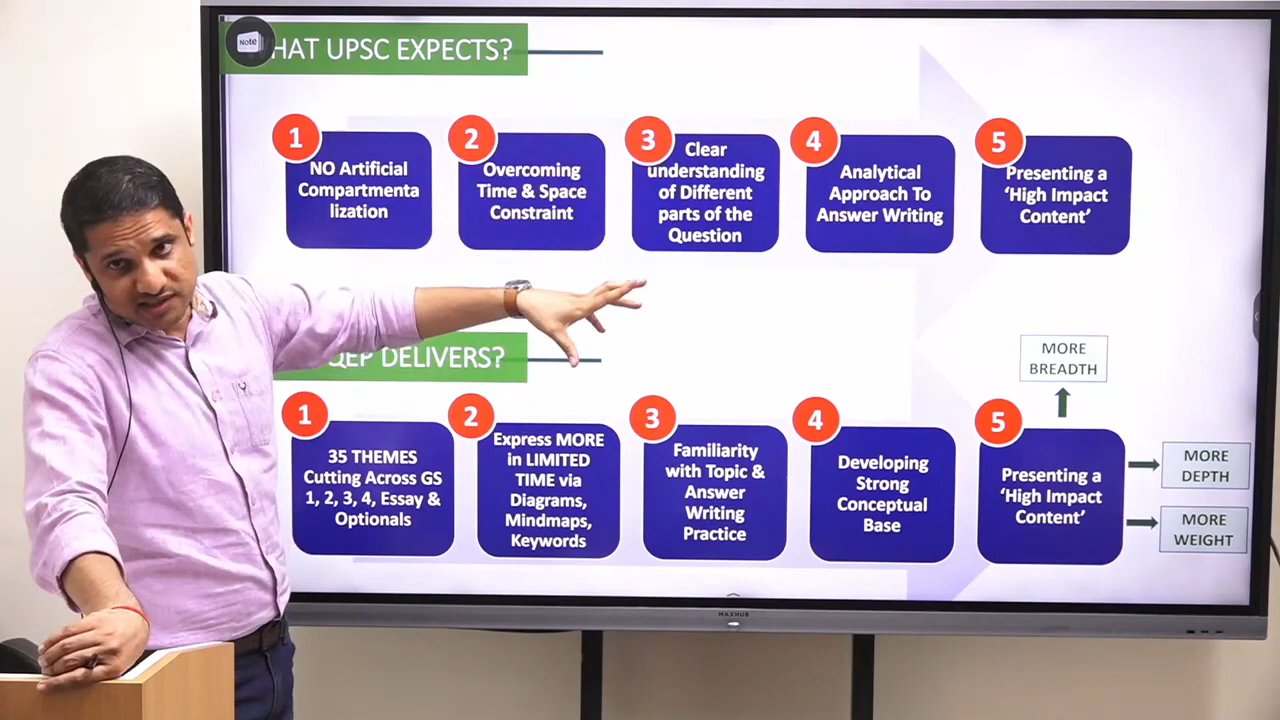 Note
HAT UPSC EXPECTS?
1
NO Artificial
Compartmenta
lization
2
Overcoming
Time & Space
Constraint
3
Clear
understanding
of Different
parts of the
Question
4
Analytical
Approach To
Answer Writing
5
Presenting a
‘High Impact
Content’
QEP DELIVERS?
1
35 THEMES
Cutting Across GS
1, 2, 3, 4, Essay &
Optionals
2
Express MORE
in LIMITED
TIME via
Diagrams,
Mindmaps,
Keywords
3
Familiarity
with Topic &
Answer
Writing
Practice
4
Developing
Strong
Conceptual
Base
5
Presenting a
‘High Impact
Content’
MORE
BREADTH
MORE
DEPTH
MORE
WEIGHT
MAXHUB